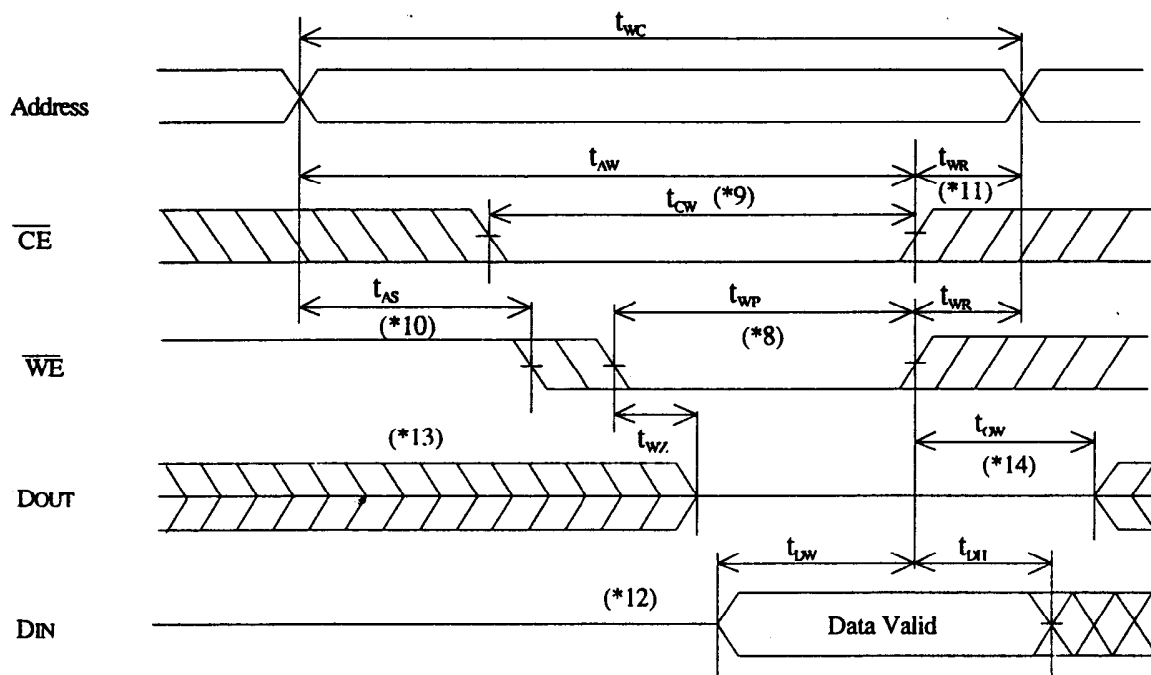 tWC
Address
tAW
tWR
(*11)
tCW (*9)
CE
tAS
(*10)
tWP
(*8)
tWR
WE
(*13)
tWZ
tOW
(*14)
DOUT
tDW
tDH
(*12)
DIN
Data Valid